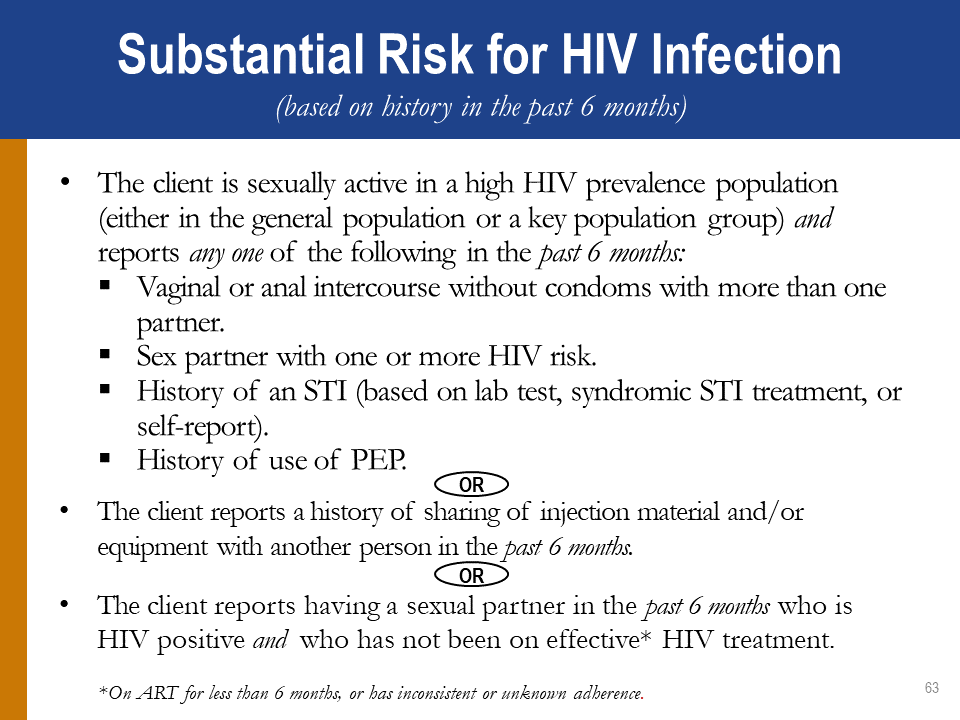 Substantial Risk for HIV Infection
(based on history in the past 6 months)
• The client is sexually active in a high HIV prevalence population
(either in the general population or a key population group) and
reports any one of the following in the past 6 months:
▪ Vaginal or anal intercourse without condoms with more than one
partner.
▪ Sex partner with one or more HIV risk.
▪ History of an STI (based on lab test, syndromic STI treatment, or
self-report).
▪ History of use of PEP.
OR
• The client reports a history of sharing of injection material and/or
equipment with another person in the past 6 months.
OR
• The client reports having a sexual partner in the past 6 months who is
HIV positive and who has not been on effective* HIV treatment.
*On ART for less than 6 months, or has inconsistent or unknown adherence.
63